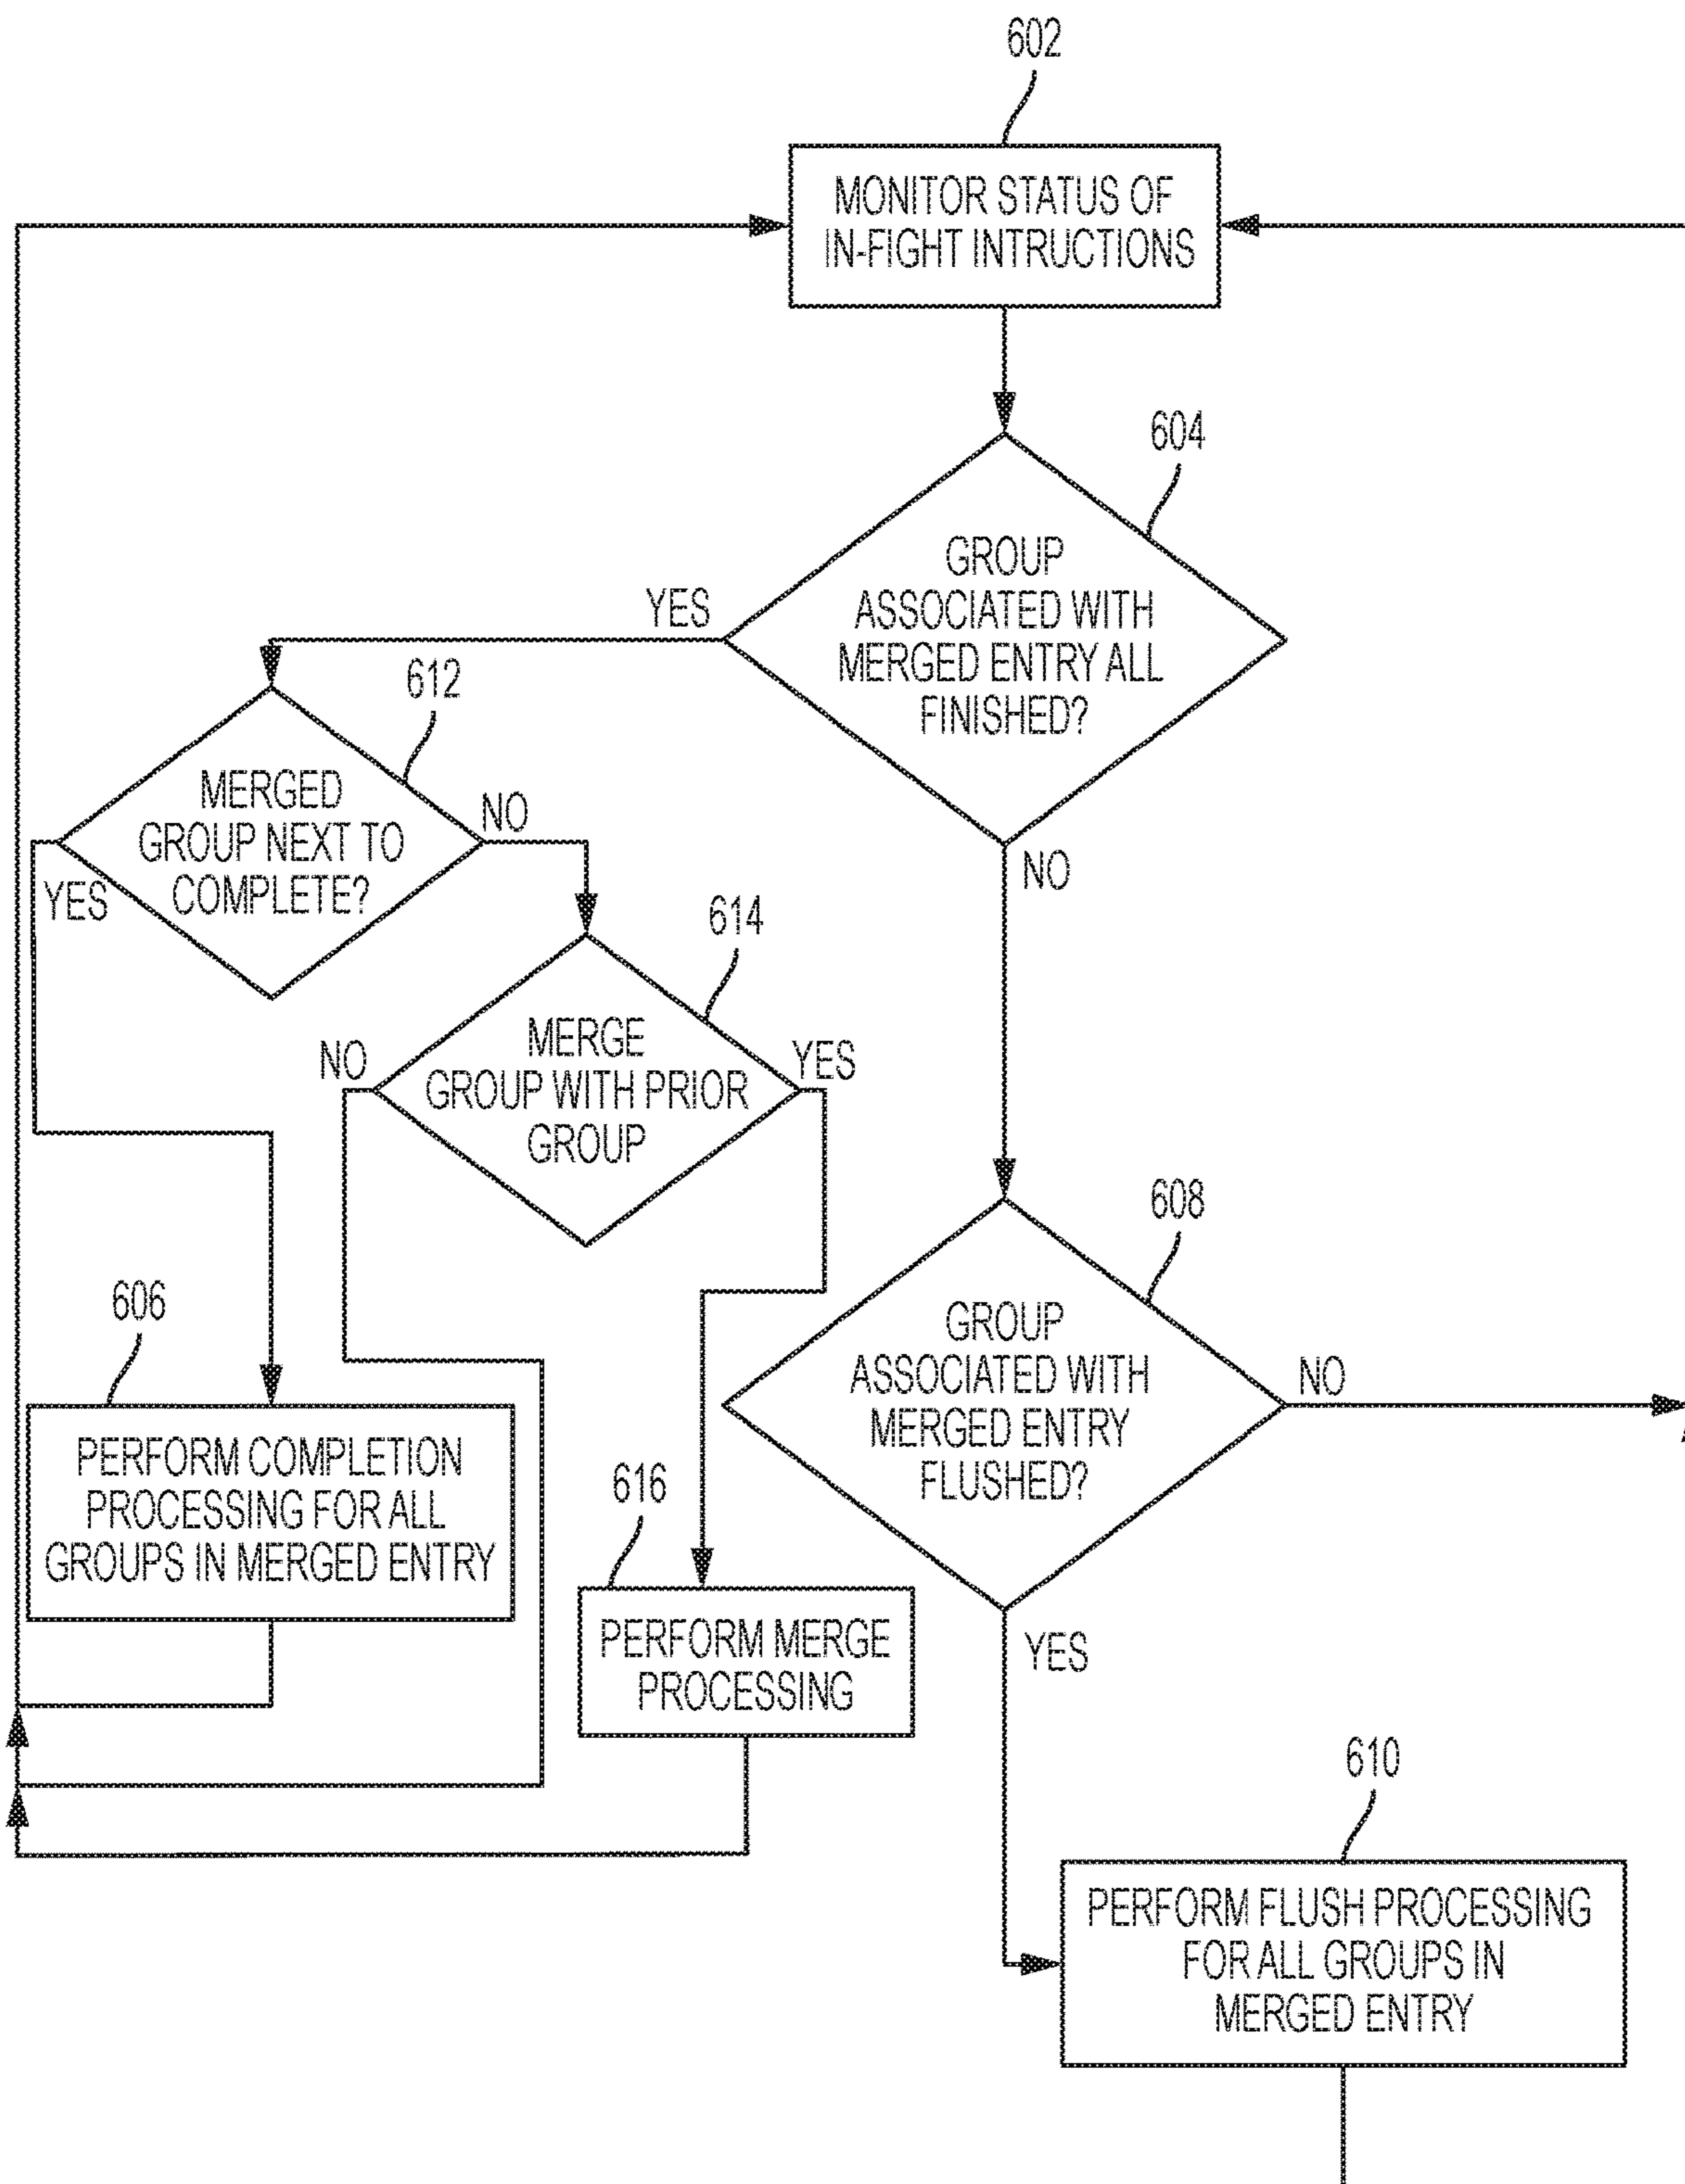 602
MONITOR STATUS OF
IN-FIGHT INTRUCTIONS
604
GROUP
ASSOCIATED WITH
MERGED ENTRY ALL
FINISHED?
YES
NO
612
MERGED
GROUP NEXT TO
COMPLETE?
YES
NO
614
MERGE
GROUP WITH PRIOR
GROUP
NO
YES
608
GROUP
ASSOCIATED WITH
MERGED ENTRY
FLUSHED?
NO
YES
606
PERFORM COMPLETION
PROCESSING FOR ALL
GROUPS IN MERGED ENTRY
616
PERFORM MERGE
PROCESSING
610
PERFORM FLUSH PROCESSING
FOR ALL GROUPS IN
MERGED ENTRY